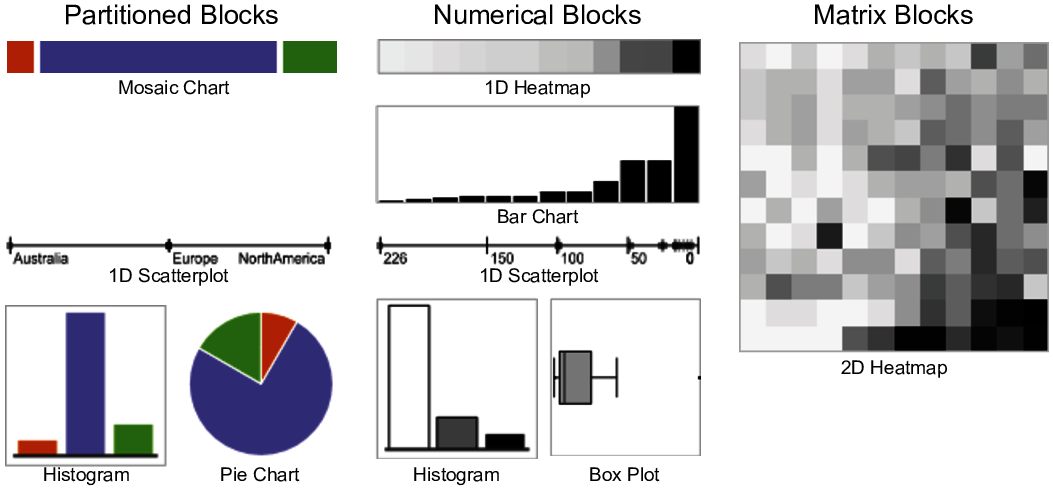 Partitioned Blocks
Numerical Blocks
Matrix Blocks
Mosaic Chart
1D Heatmap
Bar Chart
Australia
Europe
NorthAmerica
1D Scatterplot
226
150
100
50
0
1D Scatterplot
2D Heatmap
Histogram
Pie Chart
Histogram
Box Plot